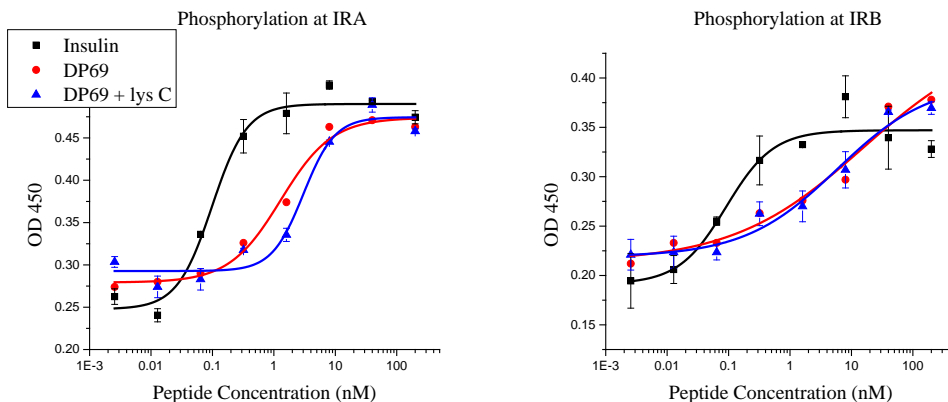 Phosphorylation at IRA
Insulin
DP69
DP69 + lys C
OD 450
0.45
0.40
0.35
0.30
0.25
0.20
1E-3 0.01 0.1 1 10 100
Peptide Concentration (nM)
Phosphorylation at IRB
OD 450
0.40
0.35
0.30
0.25
0.20
0.15
1E-3 0.01 0.1 1 10 100
Peptide Concentration (nM)